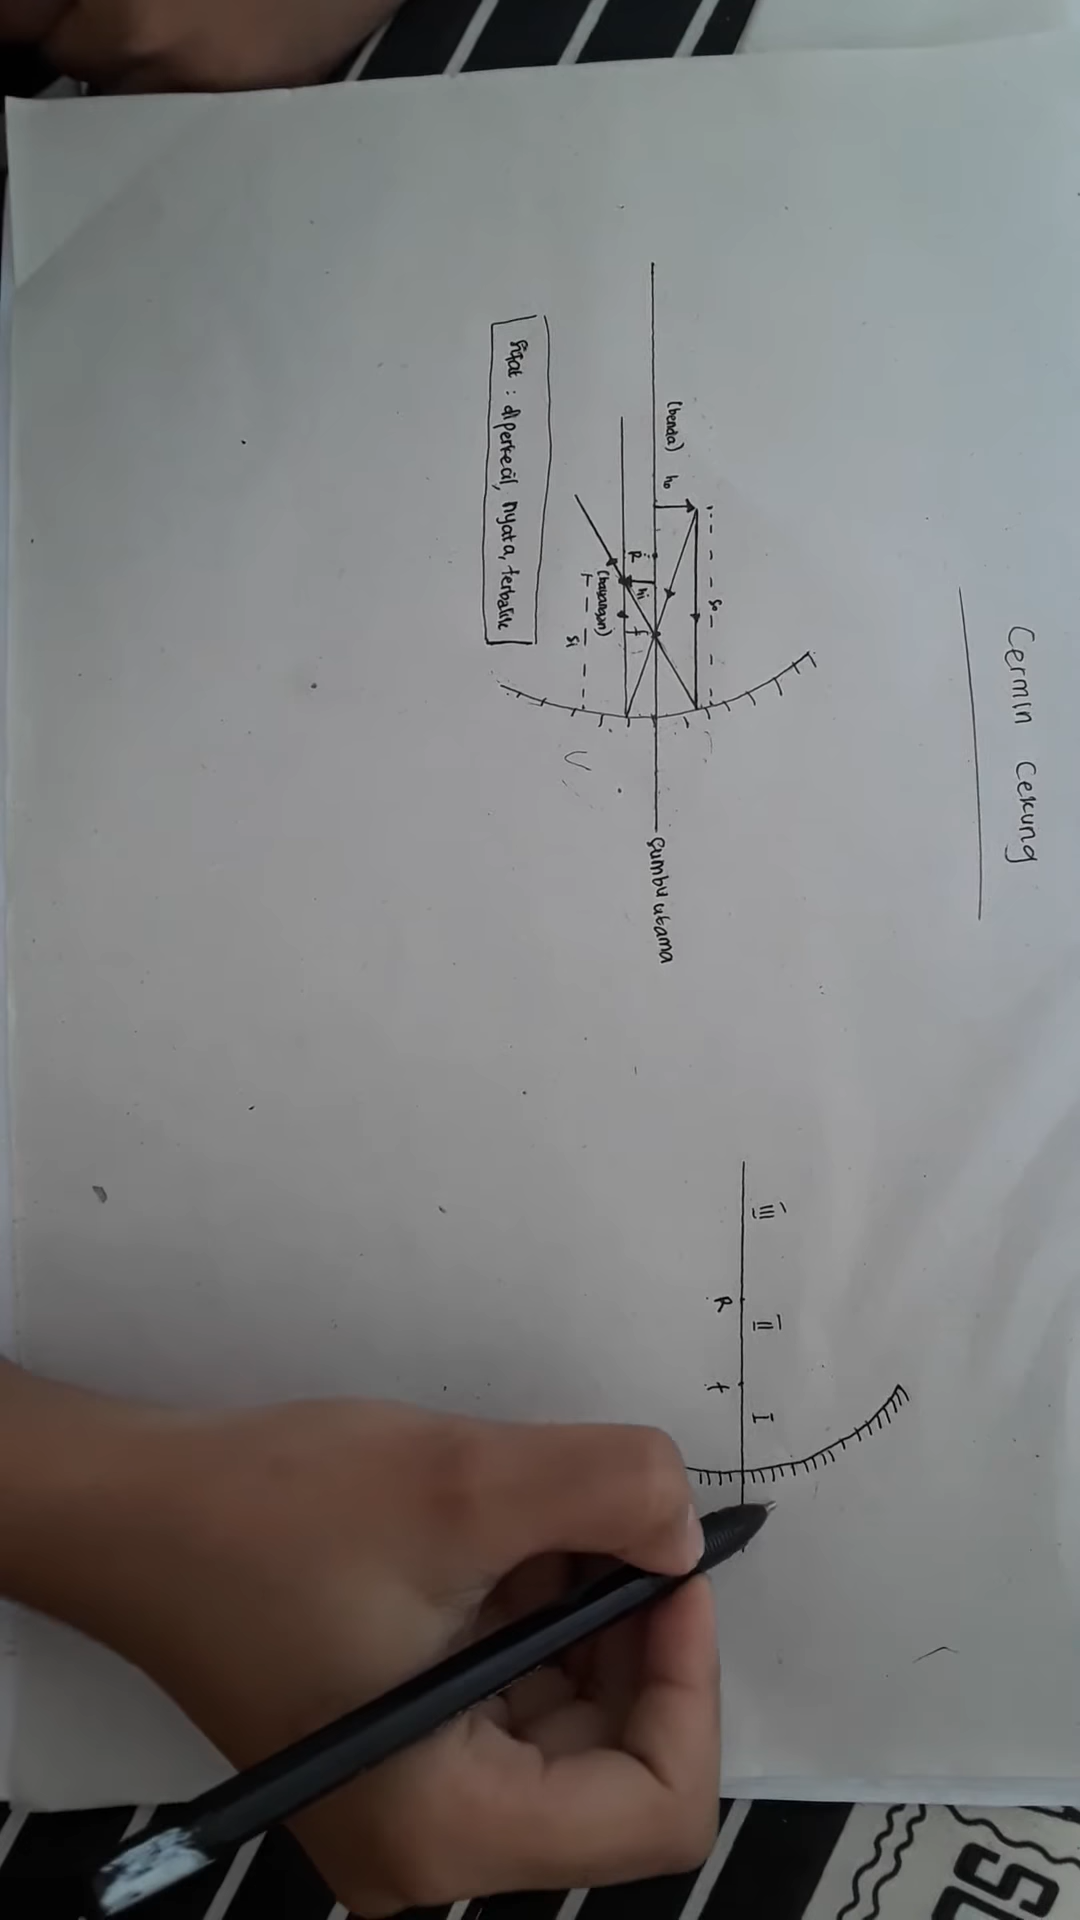 Cermin Cekung
So
(benda) ho
R hi f
(bayangan)
Si
sumbu utama
Sifat : diperkecil, nyata, terbalik
III II I
R f